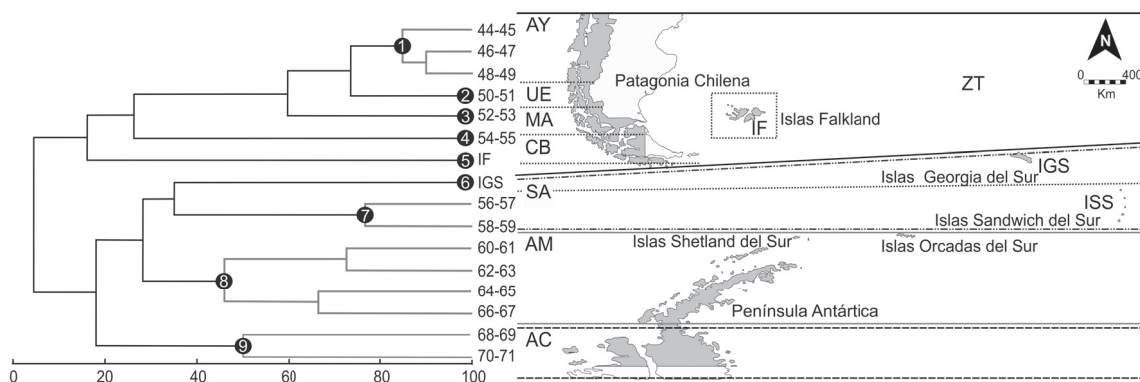 44-45
46-47
48-49
50-51
52-53
54-55
IF
IGS
56-57
58-59
60-61
62-63
64-65
66-67
68-69
70-71
1
2
3
4
5
6
7
8
9
0 20 40 60 80 100
AY
UE
MA
CB
SA
AM
AC
Patagonia Chilena
ZT
N
0 400
Km
IF
Islas Falkland
IGS
Islas Georgia del Sur
ISS
Islas Sandwich del Sur
Islas Shetland del Sur
Islas Orcadas del Sur
Península Antártica